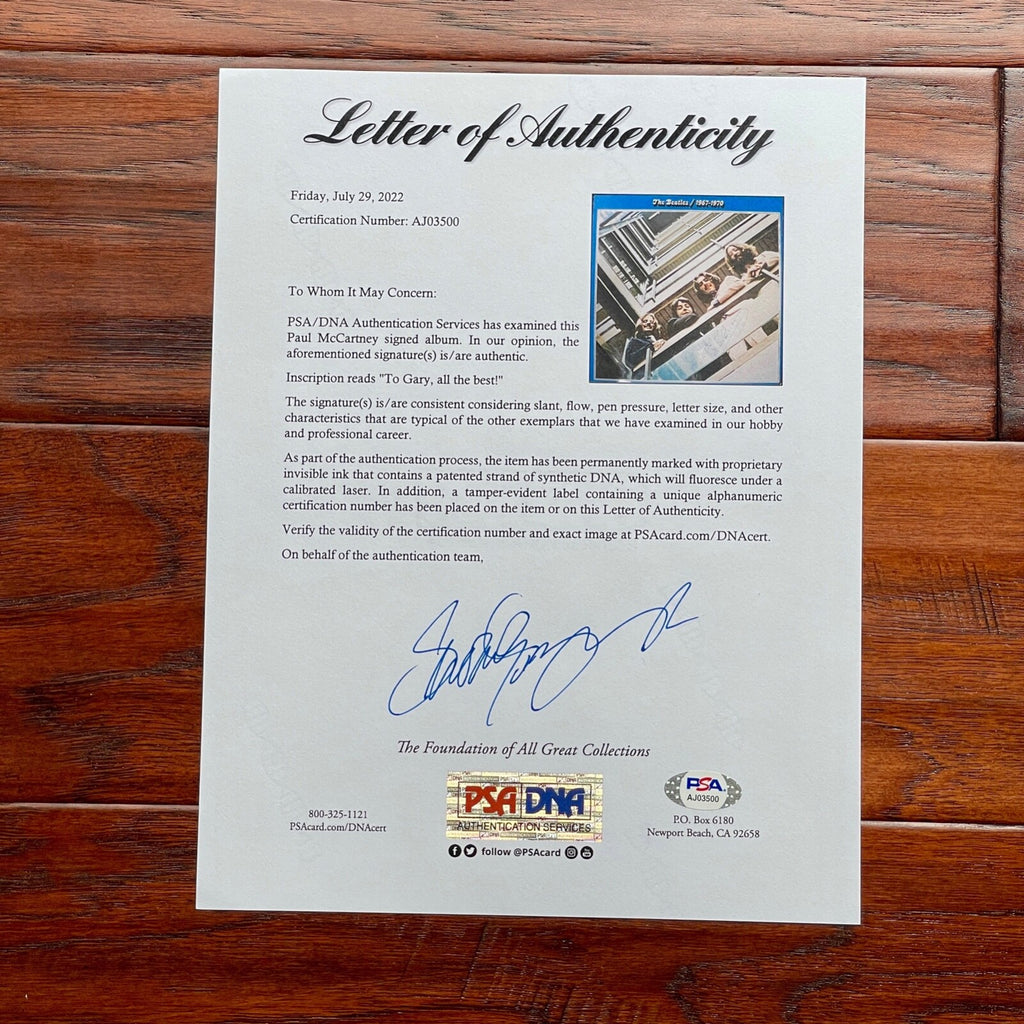 Letter of Authenticity
Friday, July 29, 2022
Certification Number: AJ03500
The Beatles / 1967-1970
To Whom It May Concern:
PSA/DNA Authentication Services has examined this
Paul McCartney signed album. In our opinion, the
aforementioned signature(s) is/are authentic.
Inscription reads "To Gary, all the best!"
The signature(s) is/are consistent considering slant, flow, pen pressure, letter size, and other
characteristics that are typical of the other exemplars that we have examined in our hobby
and professional career.
As part of the authentication process, the item has been permanently marked with proprietary
invisible ink that contains a patented strand of synthetic DNA, which will fluoresce under a
calibrated laser. In addition, a tamper-evident label containing a unique alphanumeric
certification number has been placed on the item or on this Letter of Authenticity.
Verify the validity of the certification number and exact image at PSAcard.com/DNAcert.
On behalf of the authentication team,
The Foundation of All Great Collections
800-325-1121
PSAcard.com/DNAcert
PSA DNA
AUTHENTICATION SERVICES
follow @PSAcard
PSA
AJ03500
P.O. Box 6180
Newport Beach, CA 92658